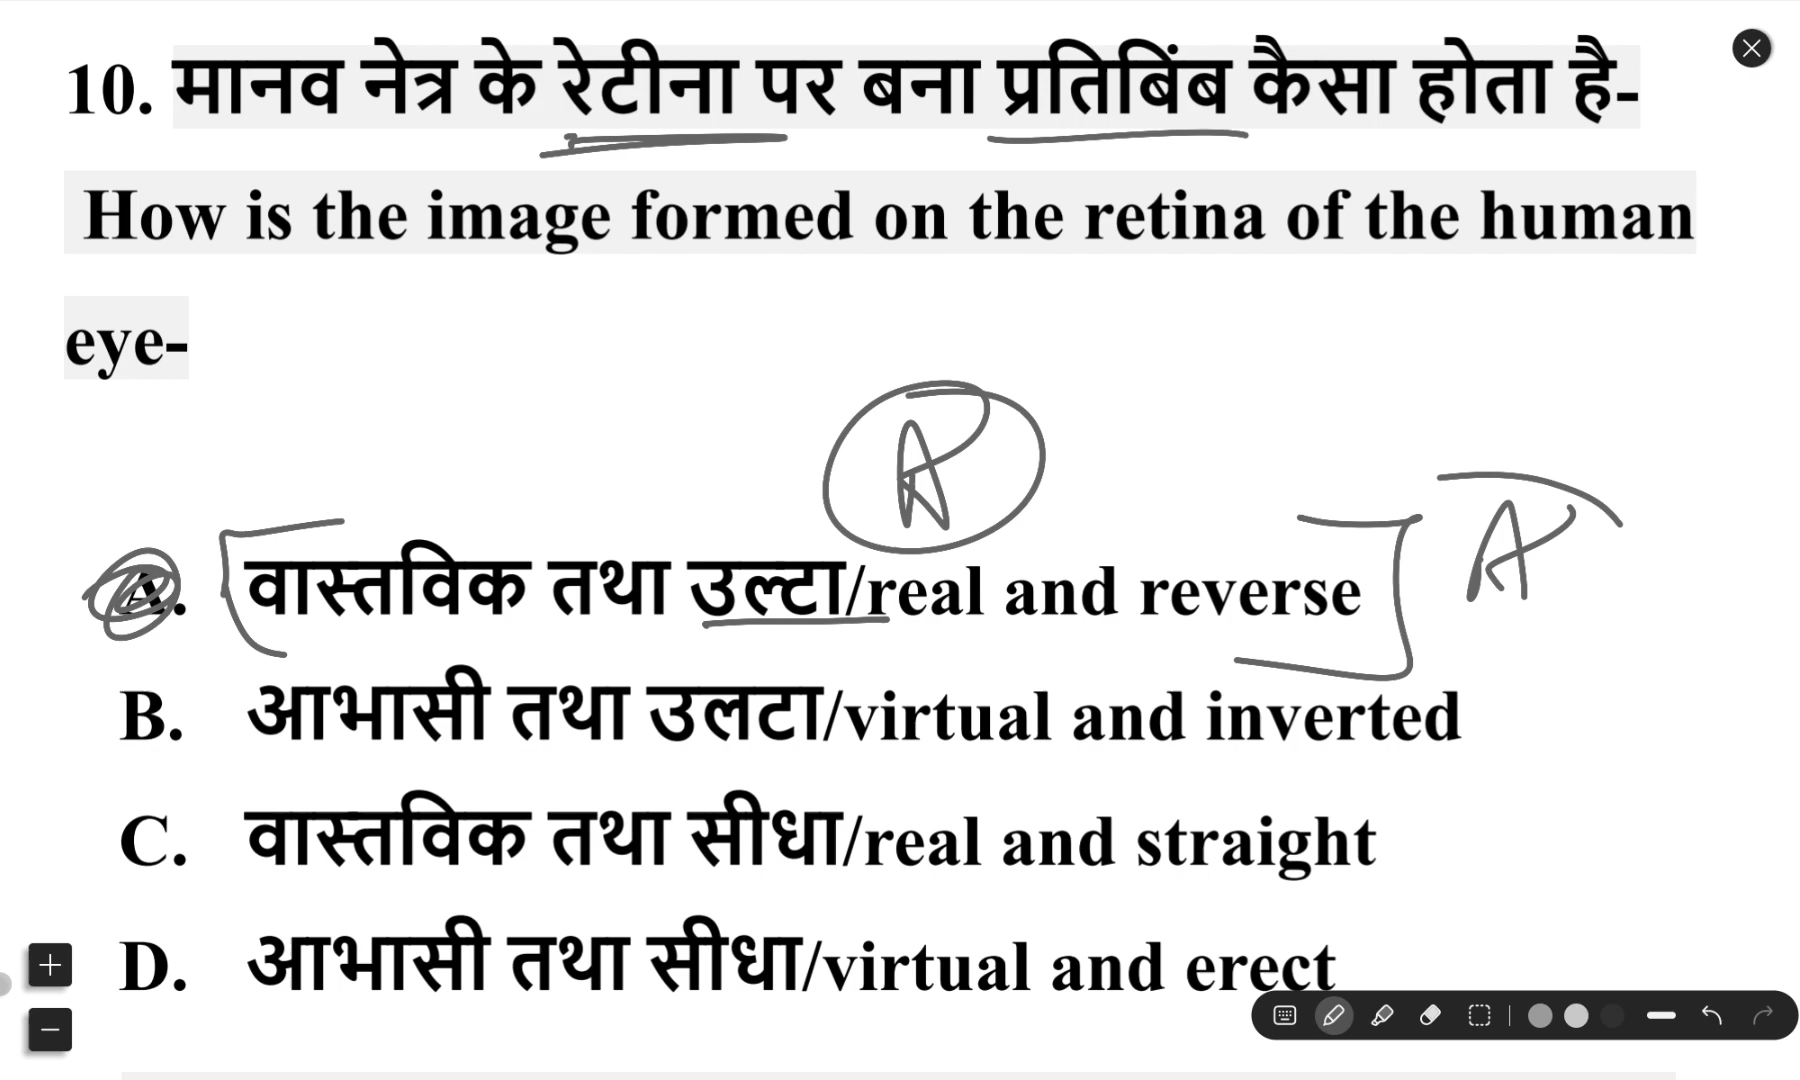 10. मानव नेत्र के रेटीना पर बना प्रतिबिंब कैसा होता है-
How is the image formed on the retina of the human
eye-
A
A
A. वास्तविक तथा उल्टा/real and reverse
B. आभासी तथा उलटा/virtual and inverted
C. वास्तविक तथा सीधा/real and straight
D. आभासी तथा सीधा/virtual and erect